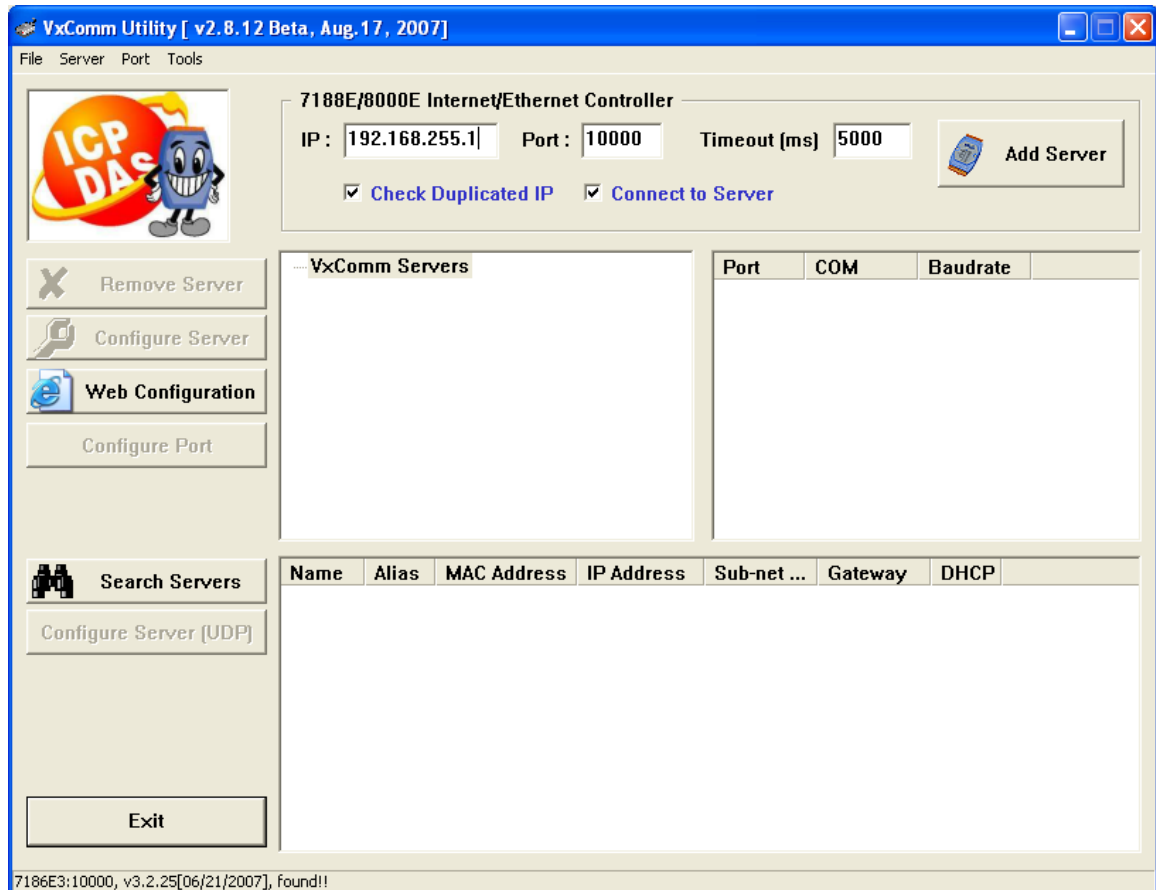 VxComm Utility [ v2.8.12 Beta, Aug.17, 2007]
File Server Port Tools
ICP
DAS
7188E/8000E Internet/Ethernet Controller
IP : 192.168.255.1 Port : 10000 Timeout (ms) 5000
Add Server
Check Duplicated IP Connect to Server
Remove Server
Configure Server
Web Configuration
Configure Port
VxComm Servers
Port COM Baudrate
Search Servers
Configure Server (UDP)
Name Alias MAC Address IP Address Sub-net ... Gateway DHCP
Exit
7186E3:10000, v3.2.25[06/21/2007], found!!